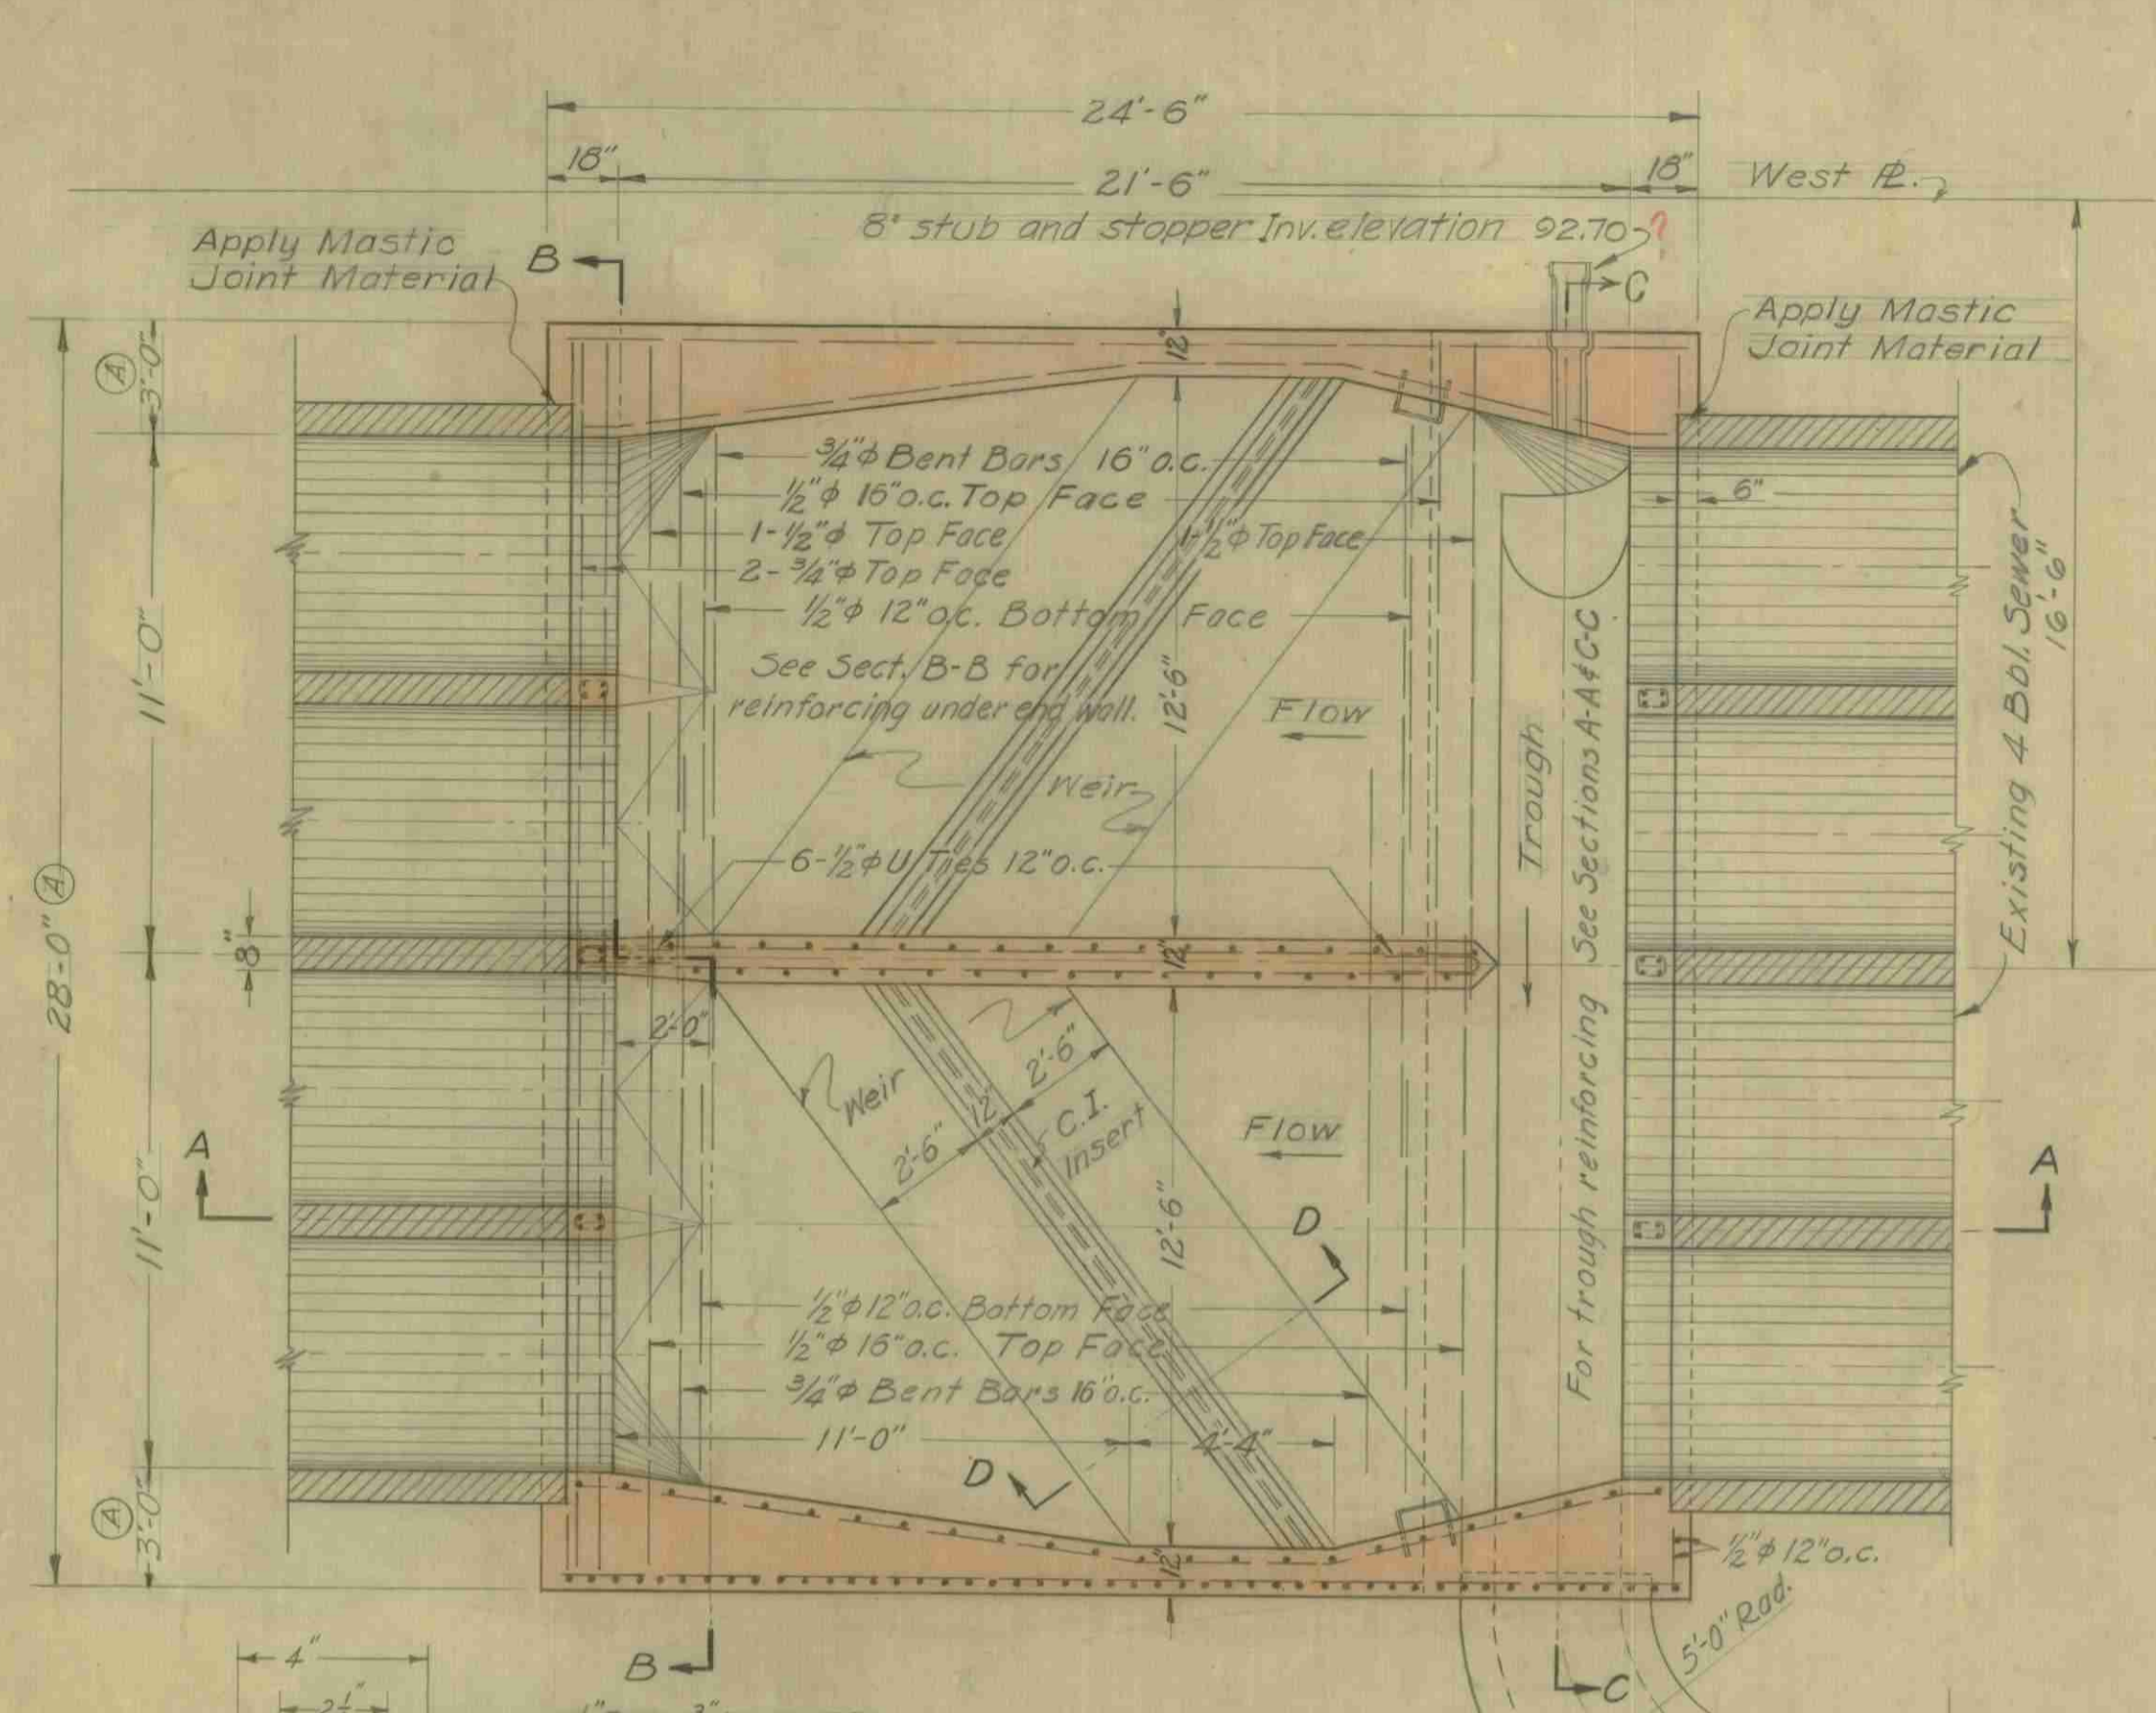 24'-6"
18"
21'-6"
18"
West ⅊.
8" stub and stopper Inv. elevation 92.70 ?
Apply Mastic
Joint Material
B
C
Apply Mastic
Joint Material
Ⓐ
3'-0"
12"
¾"ϕ Bent Bars 16" o.c.
½"ϕ 16" o.c. Top Face
6"
1-½"ϕ Top Face
1-½"ϕ Top Face
2-¾"ϕ Top Face
½"ϕ 12" o.c. Bottom Face
11'-0"
See Sect. B-B for
reinforcing under end wall.
12'-6"
Flow
Weir
Trough
For trough reinforcing See Sections A-A & C-C
Existing 4 Bbl. Sewer
16'-6"
6-½"ϕ U Ties 12" o.c.
28'-0" Ⓐ
8"
12"
2'-0"
2'-6"
Weir
12"
C.I.
Insert
2'-6"
Flow
A
A
11'-0"
12'-6"
D
½"ϕ 12" o.c. Bottom Face
½"ϕ 16" o.c. Top Face
¾"ϕ Bent Bars 16" o.c.
11'-0"
4'-4"
D
Ⓐ
3'-0"
12"
½"ϕ 12" o.c.
5'-0" Rad.
B
C
4"
2½"